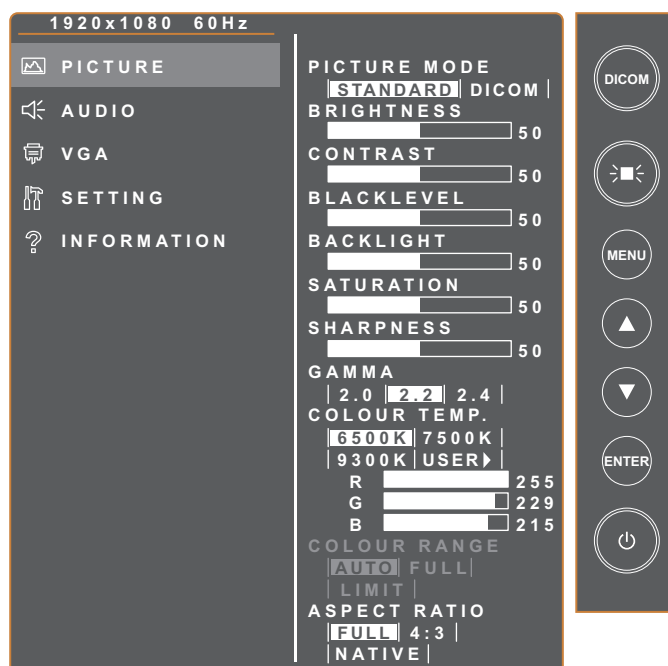 1920x1080 60Hz
PICTURE
AUDIO
VGA
SETTING
INFORMATION
PICTURE MODE
STANDARD DICOM
BRIGHTNESS
50
CONTRAST
50
BLACKLEVEL
50
BACKLIGHT
50
SATURATION
50
SHARPNESS
50
GAMMA
2.0 2.2 2.4
COLOUR TEMP.
6500K 7500K
9300K USER
R 255
G 229
B 215
COLOUR RANGE
AUTO FULL
LIMIT
ASPECT RATIO
FULL 4:3
NATIVE
DICOM
MENU
ENTER